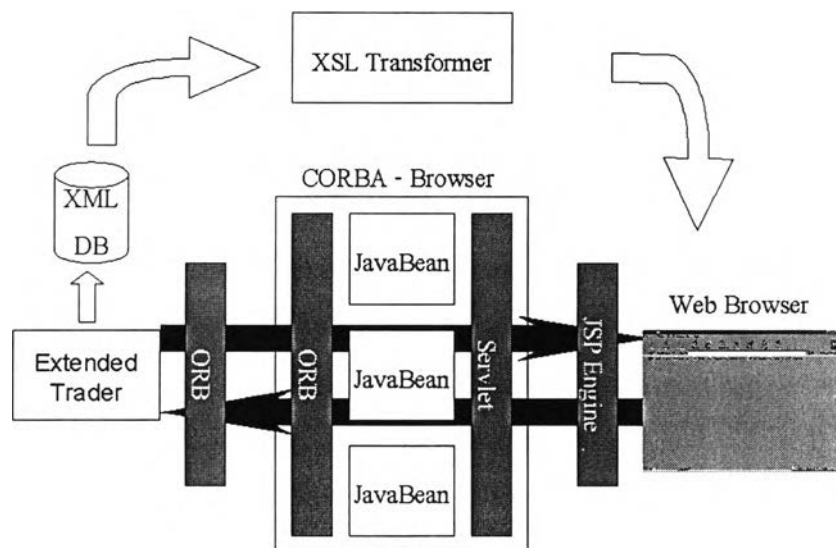 XSL Transformer
XML
DB
CORBA - Browser
JavaBean
Web Browser
Extended
Trader
ORB
ORB
JavaBean
Servlet
JSP Engine
JavaBean